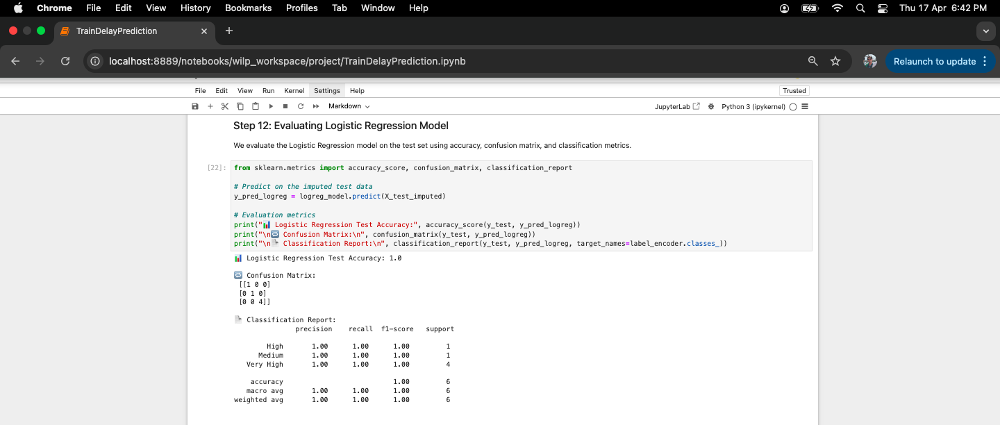 Chrome File Edit View History Bookmarks Profiles Tab Window Help Thu 17 Apr 6:42 PM
TrainDelayPrediction
localhost:8889/notebooks/wilp_workspace/project/TrainDelayPrediction.ipynb Relaunch to update
File Edit View Run Kernel Settings Help Trusted
Markdown JupyterLab Python 3 (ipykernel)
Step 12: Evaluating Logistic Regression Model
We evaluate the Logistic Regression model on the test set using accuracy, confusion matrix, and classification metrics.
[22]: from sklearn.metrics import accuracy_score, confusion_matrix, classification_report
# Predict on the imputed test data
y_pred_logreg = logreg_model.predict(X_test_imputed)
# Evaluation metrics
print("📊 Logistic Regression Test Accuracy:", accuracy_score(y_test, y_pred_logreg))
print("\n🔁 Confusion Matrix:\n", confusion_matrix(y_test, y_pred_logreg))
print("\n📄 Classification Report:\n", classification_report(y_test, y_pred_logreg, target_names=label_encoder.classes_))
📊 Logistic Regression Test Accuracy: 1.0
🔁 Confusion Matrix:
[[1 0 0]
[0 1 0]
[0 0 4]]
📄 Classification Report:
precision recall f1-score support
High 1.00 1.00 1.00 1
Medium 1.00 1.00 1.00 1
Very High 1.00 1.00 1.00 4
accuracy 1.00 6
macro avg 1.00 1.00 1.00 6
weighted avg 1.00 1.00 1.00 6